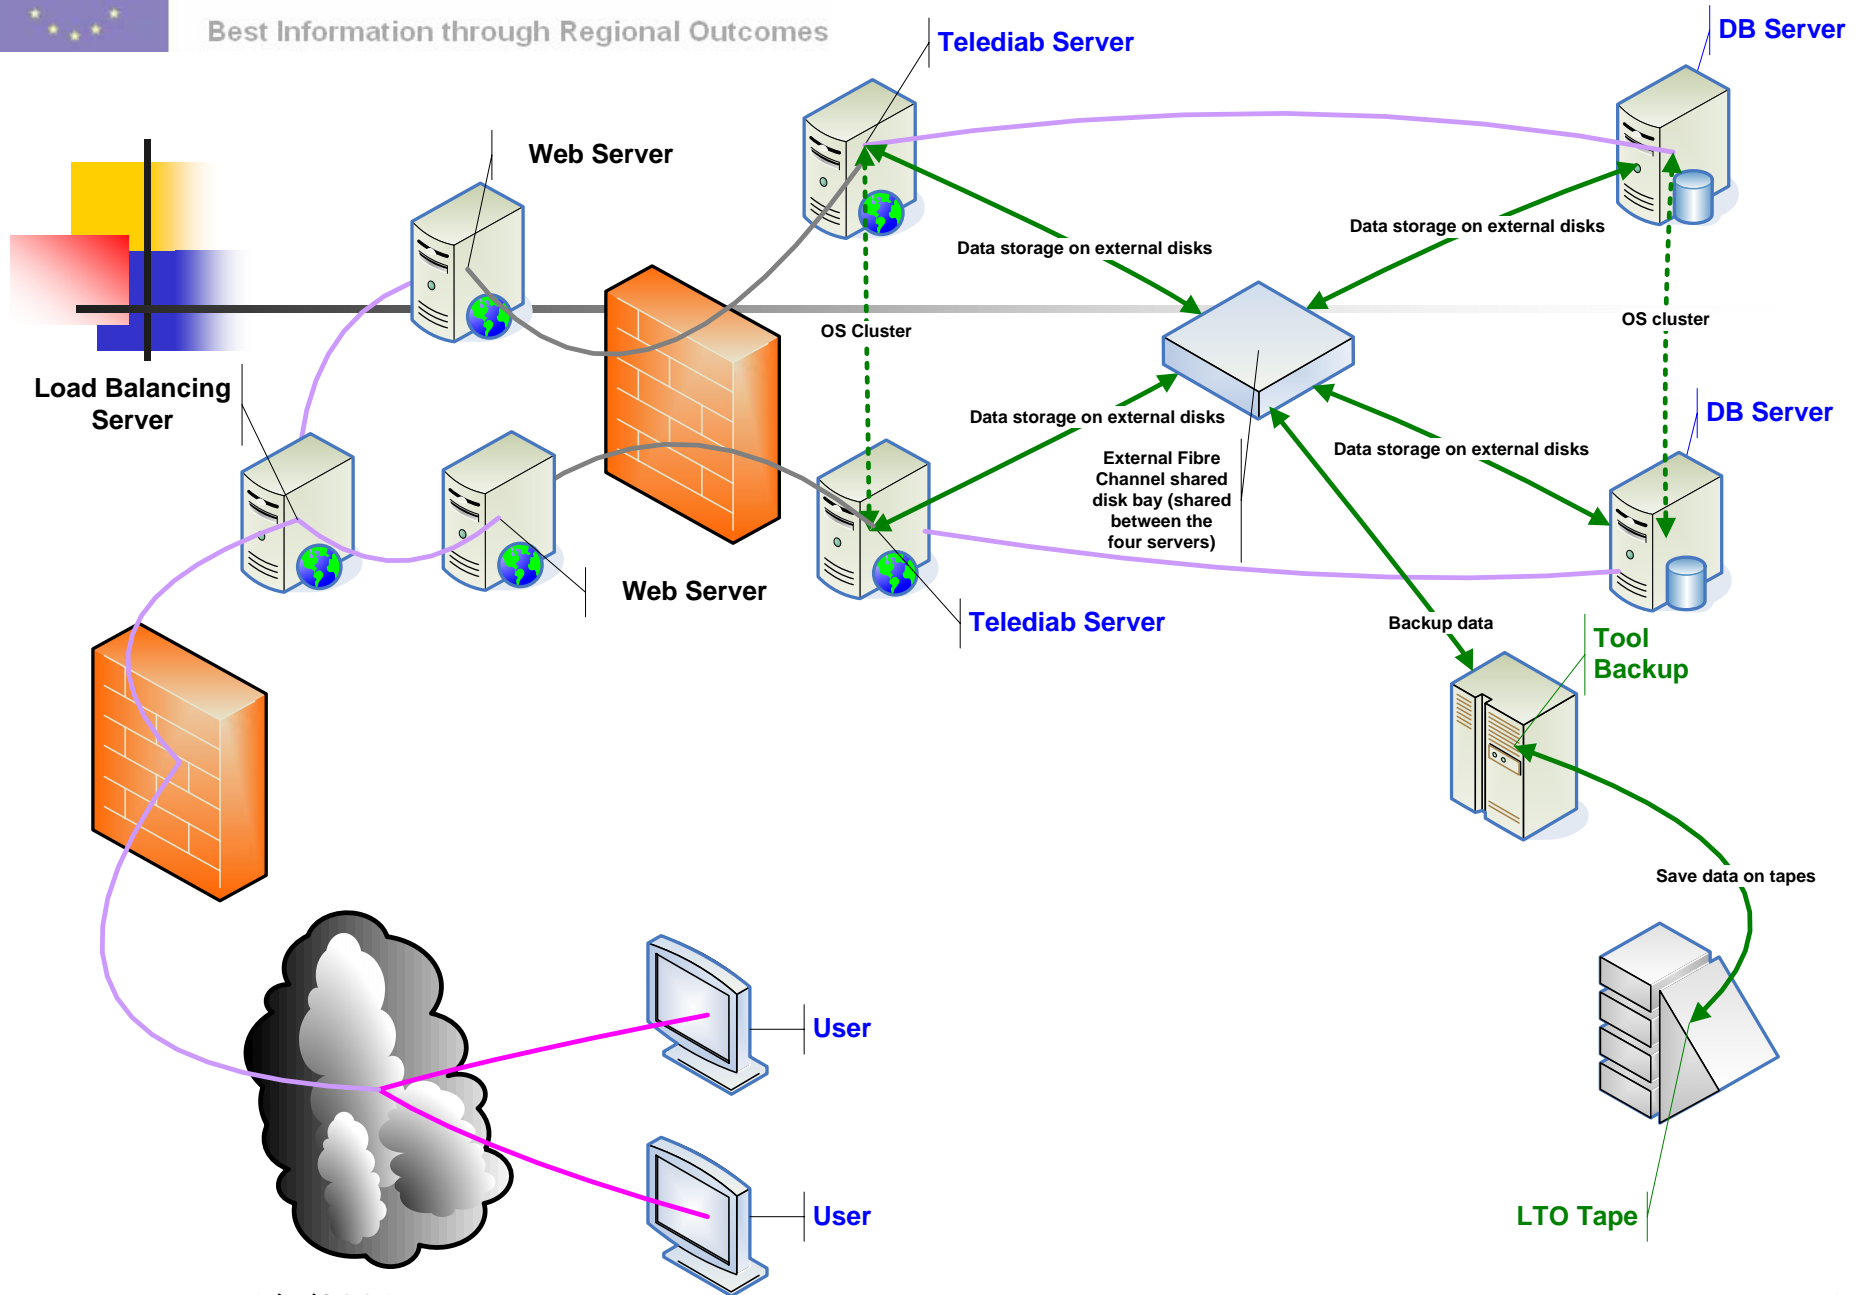 Best Information through Regional Outcomes
Telediab Server
DB Server
Web Server
Data storage on external disks
Data storage on external disks
OS Cluster
OS cluster
Load Balancing
Server
Data storage on external disks
DB Server
Data storage on external disks
External Fibre
Channel shared
disk bay (shared
between the
four servers)
Web Server
Telediab Server
Backup data
Tool
Backup
Save data on tapes
User
User
LTO Tape